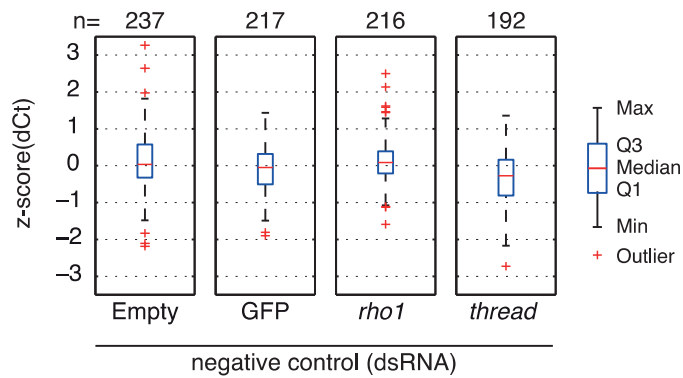 n= 237 217 216 192
z-score(dCt)
3
2
1
0
−1
−2
−3
Empty GFP rho1 thread
negative control (dsRNA)
Max
Q3
Median
Q1
Min
Outlier